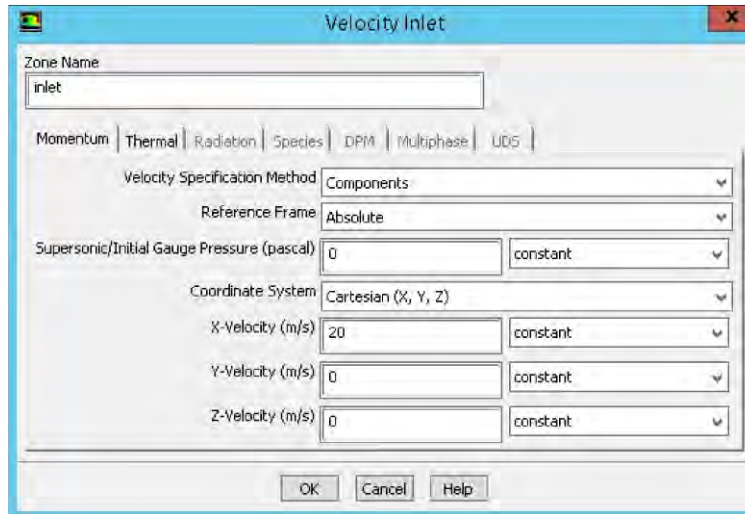 Velocity Inlet
X
Zone Name
inlet
Momentum Thermal Radiation Species DPM Multiphase UDS
Velocity Specification Method Components
Reference Frame Absolute
Supersonic/Initial Gauge Pressure (pascal) 0 constant
Coordinate System Cartesian (X, Y, Z)
X-Velocity (m/s) 20 constant
Y-Velocity (m/s) 0 constant
Z-Velocity (m/s) 0 constant
OK Cancel Help